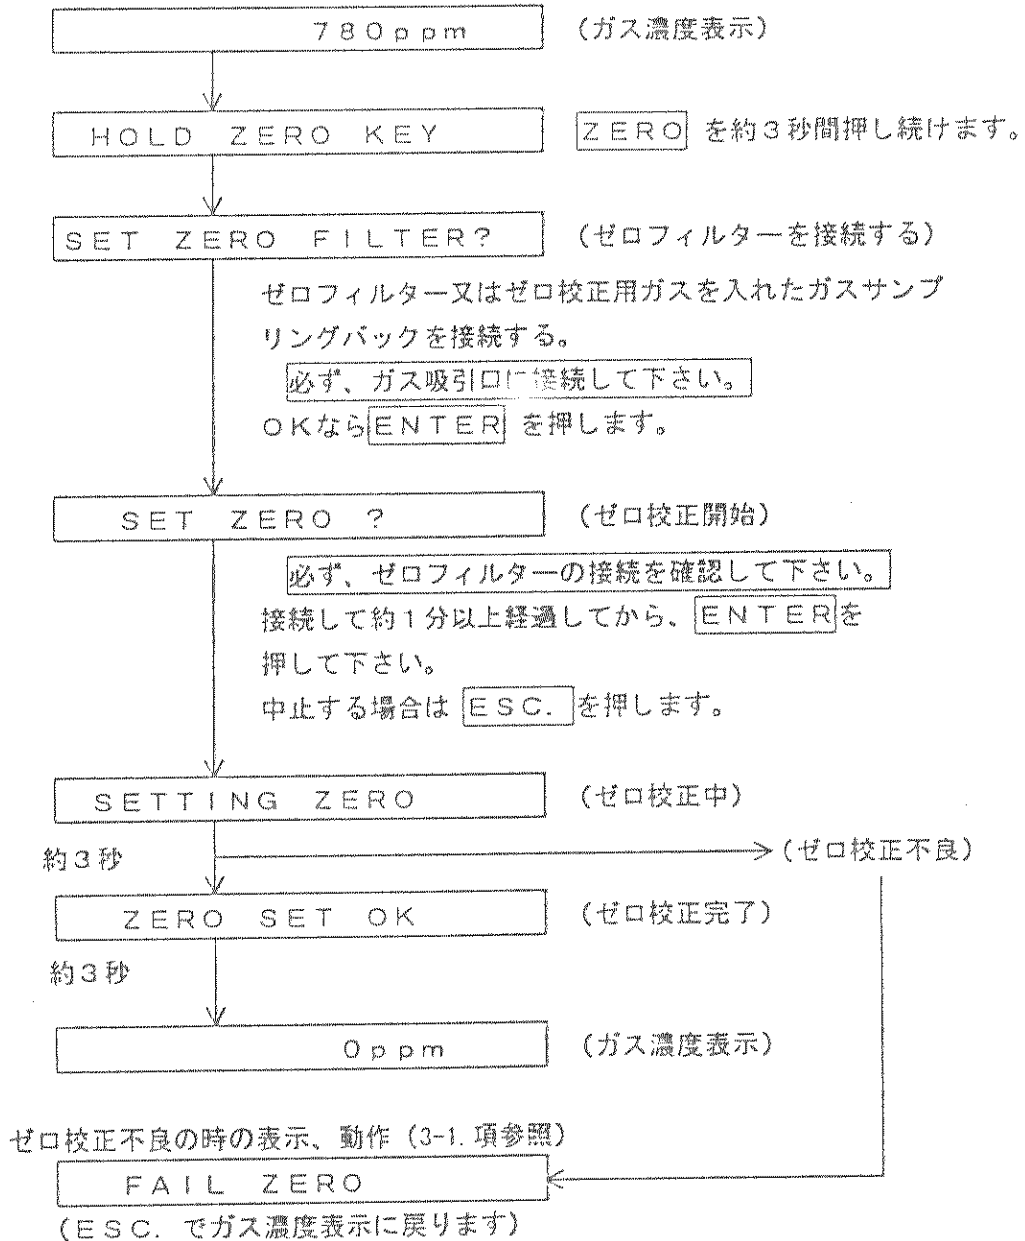 780ppm (ガス濃度表示)
HOLD ZERO KEY ZERO を約3秒間押し続けます。
SET ZERO FILTER? (ゼロフィルターを接続する)
ゼロフィルター又はゼロ校正用ガスを入れたガスサンプ
リングバックを接続する。
必ず、ガス吸引口に接続して下さい。
OKなら ENTER を押します。
SET ZERO ? (ゼロ校正開始)
必ず、ゼロフィルターの接続を確認して下さい。
接続して約1分以上経過してから、ENTER を
押して下さい。
中止する場合は ESC. を押します。
SETTING ZERO (ゼロ校正中)
約3秒 (ゼロ校正不良)
ZERO SET OK (ゼロ校正完了)
約3秒
0ppm (ガス濃度表示)
ゼロ校正不良の時の表示、動作 (3-1. 項参照)
FAIL ZERO
(ESC. でガス濃度表示に戻ります)